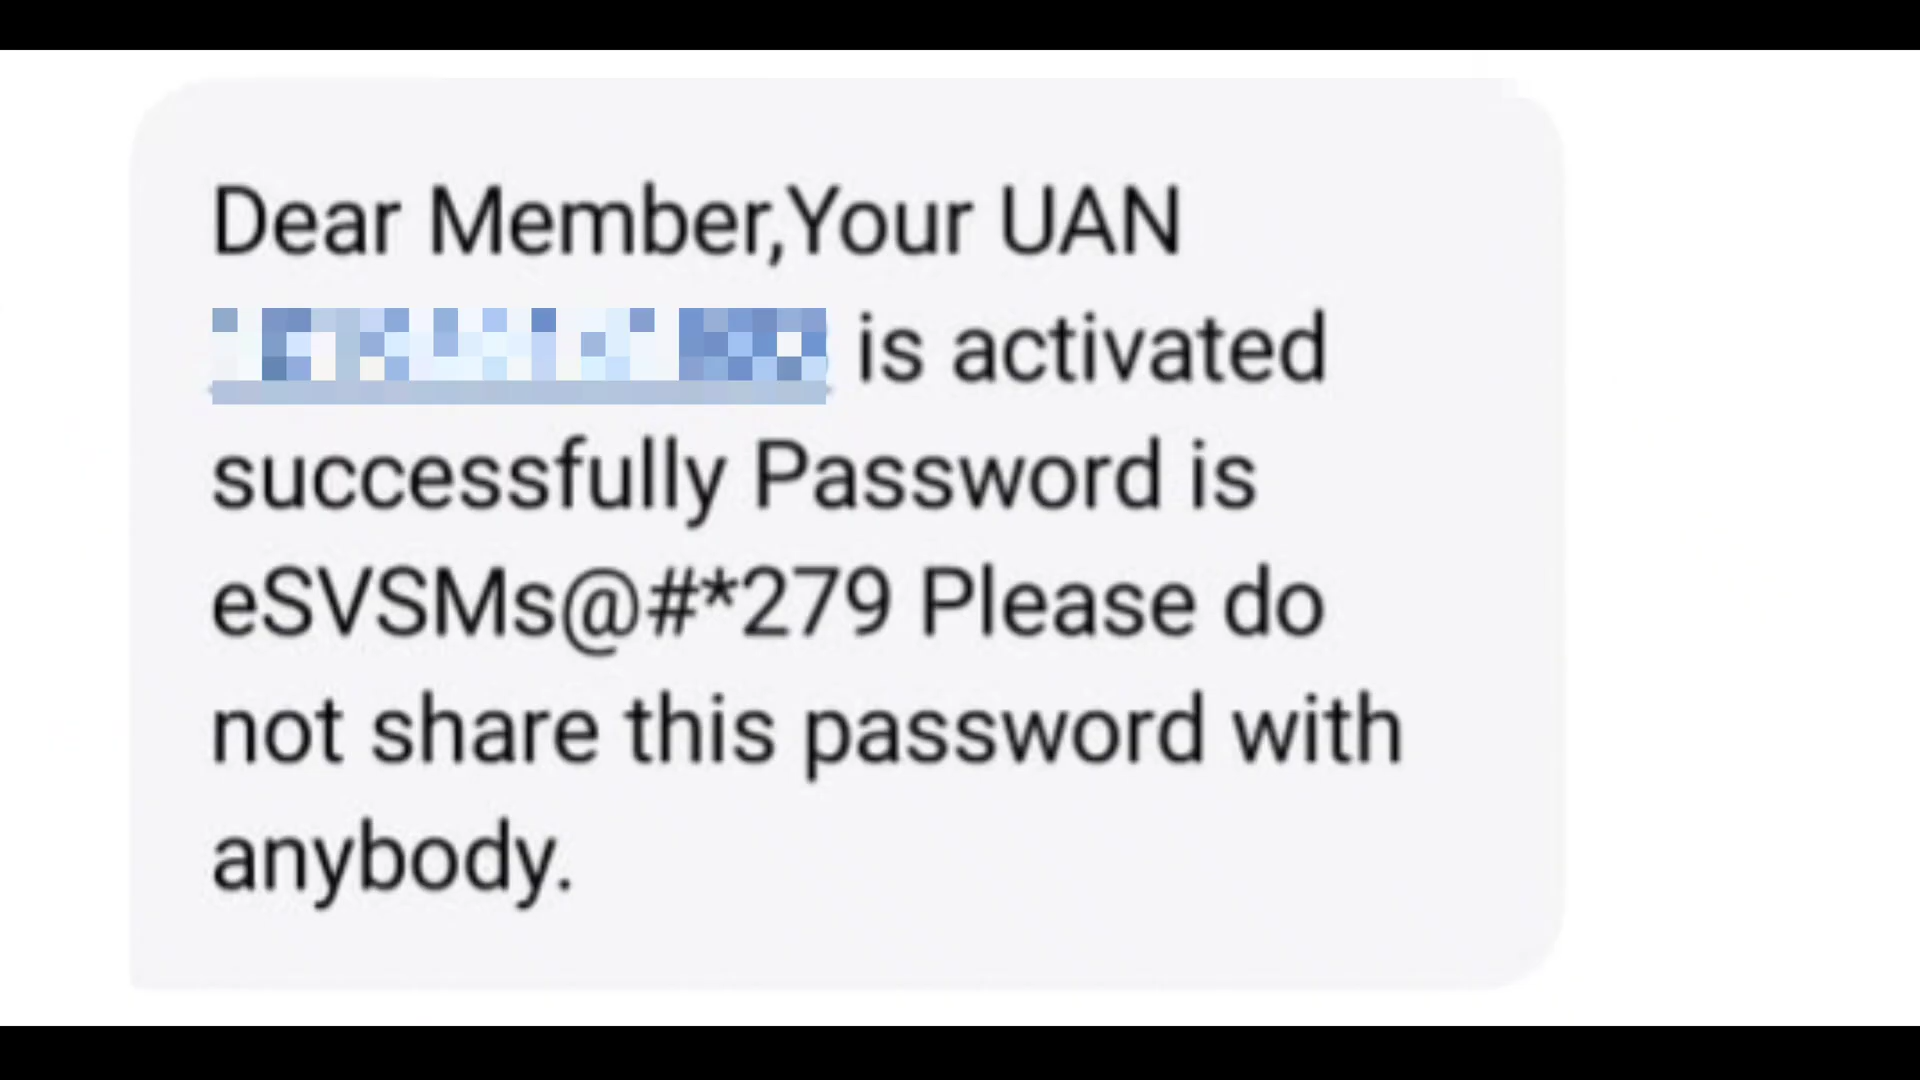 Dear Member,Your UAN
is activated
successfully Password is
eSVSMs@#*279 Please do
not share this password with
anybody.